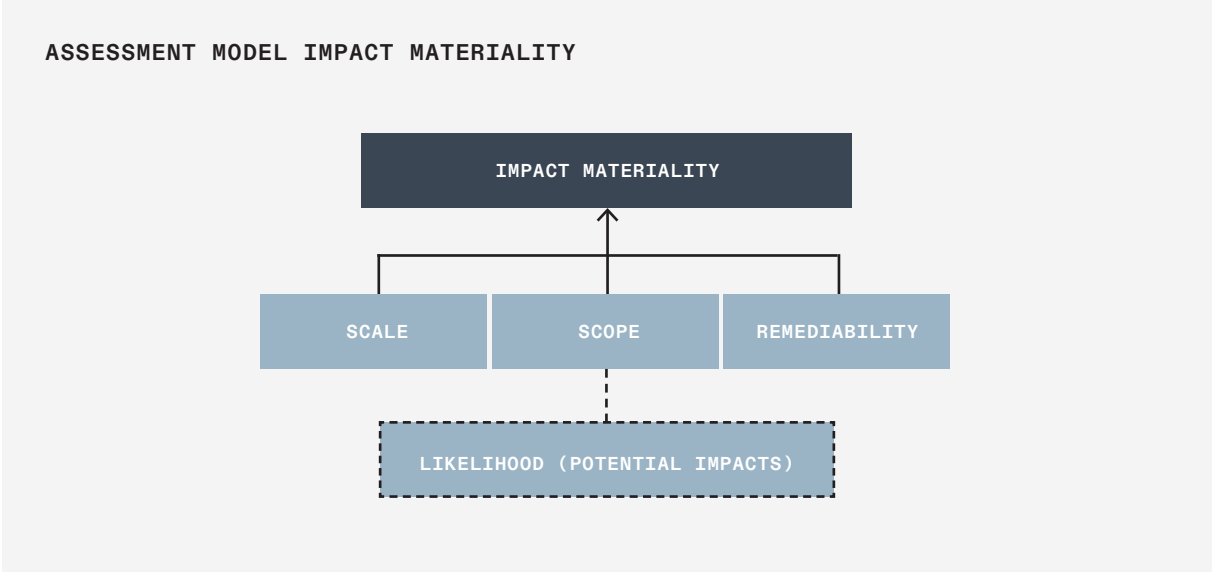 ASSESSMENT MODEL IMPACT MATERIALITY
IMPACT MATERIALITY
SCALE
SCOPE
REMEDIABILITY
LIKELIHOOD (POTENTIAL IMPACTS)